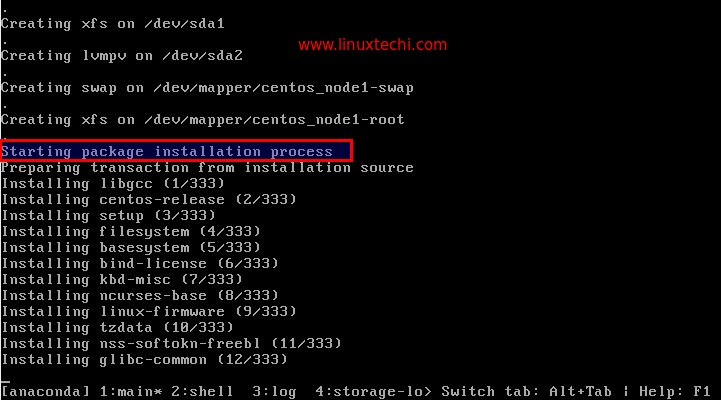 .
Creating xfs on /dev/sda1
www.linuxtechi.com
.
Creating lvmpv on /dev/sda2
.
Creating swap on /dev/mapper/centos_node1-swap
.
Creating xfs on /dev/mapper/centos_node1-root
.
Starting package installation process
Preparing transaction from installation source
Installing libgcc (1/333)
Installing centos-release (2/333)
Installing setup (3/333)
Installing filesystem (4/333)
Installing basesystem (5/333)
Installing bind-license (6/333)
Installing kbd-misc (7/333)
Installing ncurses-base (8/333)
Installing linux-firmware (9/333)
Installing tzdata (10/333)
Installing nss-softokn-freebl (11/333)
Installing glibc-common (12/333)
[anaconda] 1:main* 2:shell  3:log  4:storage-lo> Switch tab: Alt+Tab | Help: F1